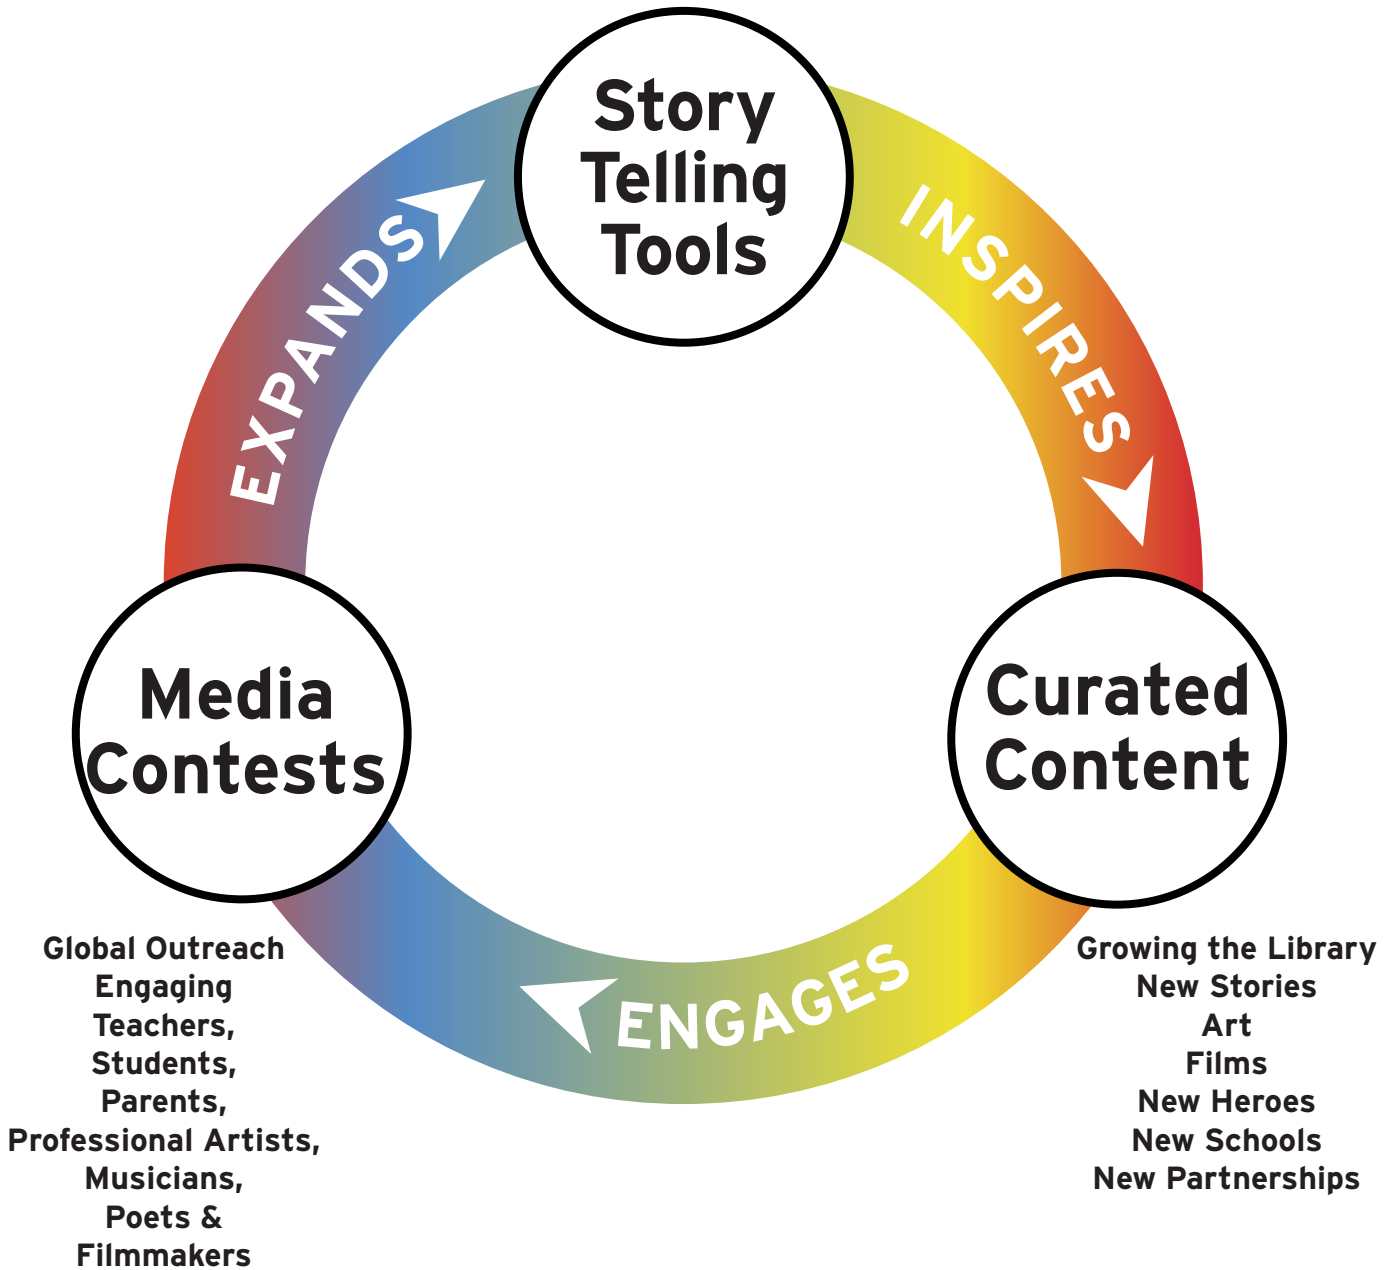 Story
Telling
Tools
EXPANDS
INSPIRES
Media
Contests
Curated
Content
ENGAGES
Global Outreach
Engaging
Teachers,
Students,
Parents,
Professional Artists,
Musicians,
Poets &
Filmmakers
Growing the Library
New Stories
Art
Films
New Heroes
New Schools
New Partnerships